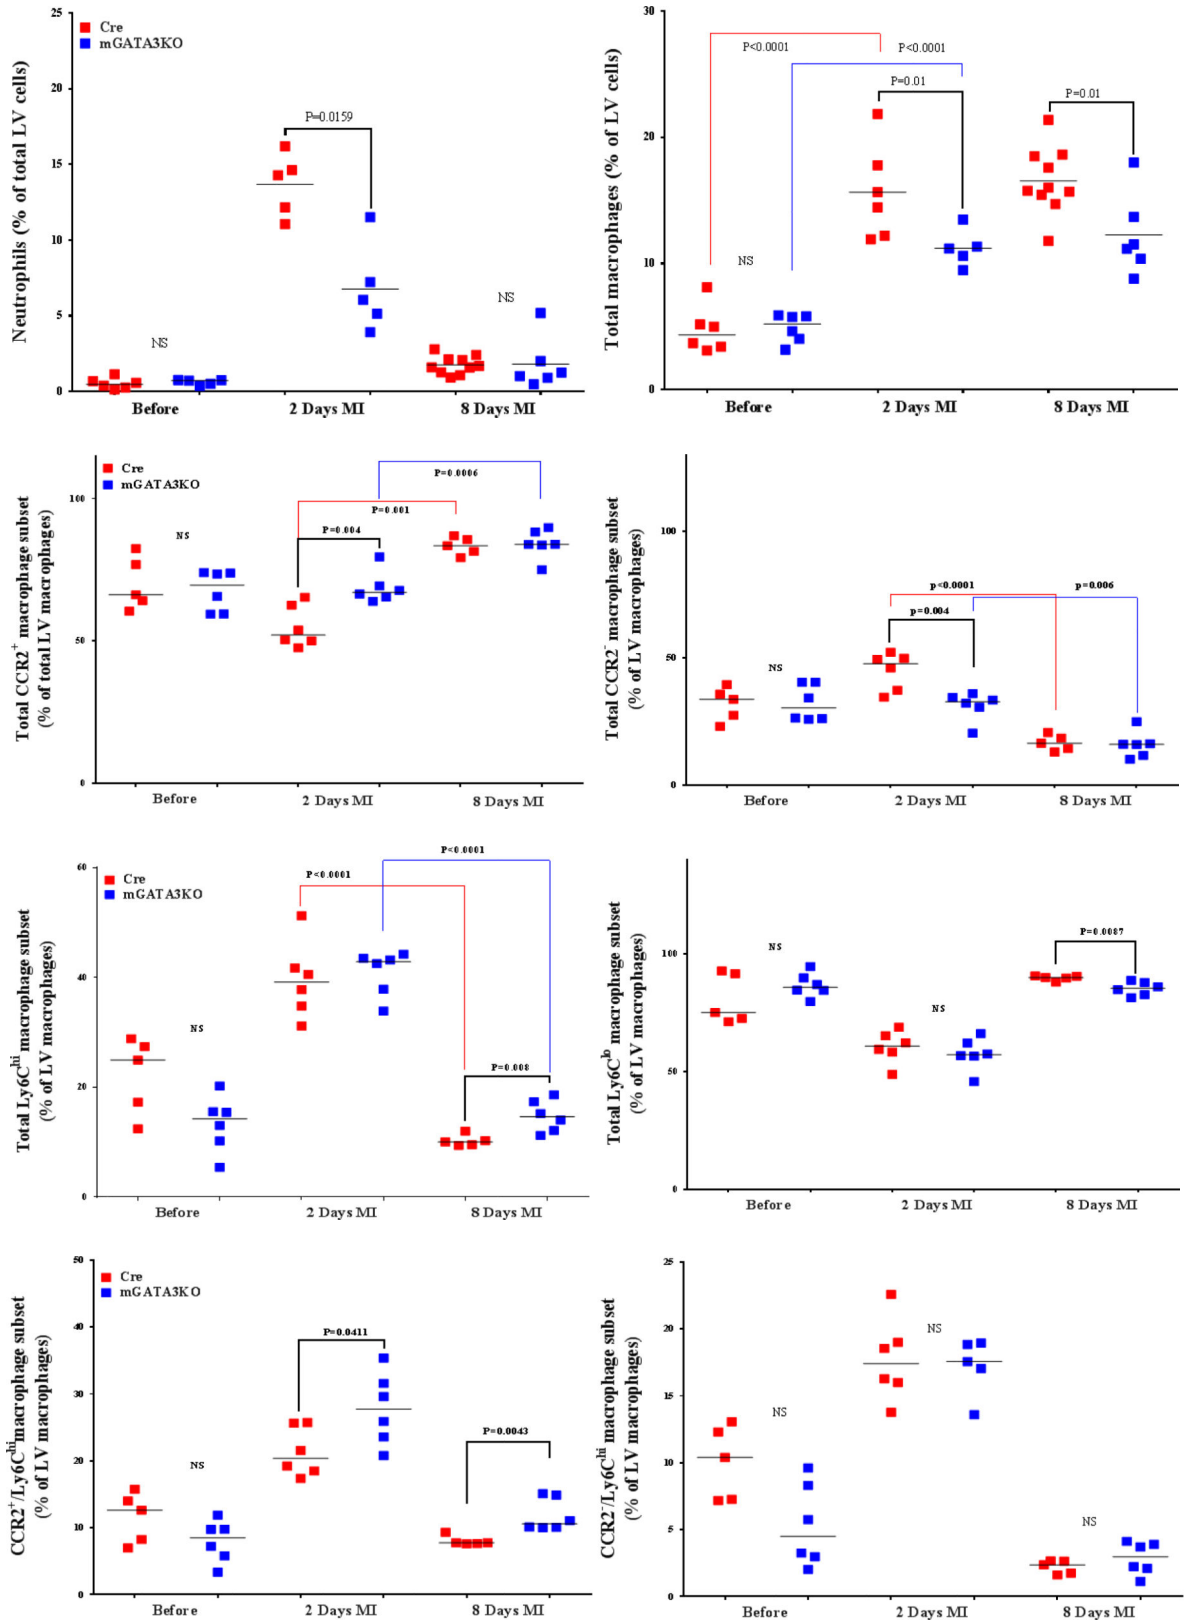 25
20
15
10
5
0
Neutrophils (% of total LV cells)
Cre
mGATA3KO
P=0.0159
NS
NS
Before
2 Days MI
8 Days MI
30
20
10
0
Total macrophages (% of LV cells)
P<0.0001
P<0.0001
P=0.01
P=0.01
NS
Before
2 Days MI
8 Days MI
100
50
0
Total CCR2⁺ macrophage subset
(% of total LV macrophages)
Cre
mGATA3KO
NS
P=0.0006
P=0.001
P=0.004
Before
2 Days MI
8 Days MI
100
50
0
Total CCR2⁻ macrophage subset
(% of LV macrophages)
NS
p<0.0001
p=0.006
p=0.004
Before
2 Days MI
8 Days MI
60
40
20
0
Total Ly6Cʰⁱ macrophage subset
(% of LV macrophages)
Cre
mGATA3KO
NS
P<0.0001
P<0.0001
P=0.008
Before
2 Days MI
8 Days MI
100
50
0
Total Ly6Cˡᵒ macrophage subset
(% of LV macrophages)
NS
NS
P=0.0087
Before
2 Days MI
8 Days MI
50
40
30
20
10
0
CCR2⁺/Ly6Cʰⁱ macrophage subset
(% of LV macrophages)
Cre
mGATA3KO
NS
P=0.0411
P=0.0043
Before
2 Days MI
8 Days MI
25
20
15
10
5
0
CCR2⁻/Ly6Cʰⁱ macrophage subset
(% of LV macrophages)
NS
NS
NS
Before
2 Days MI
8 Days MI